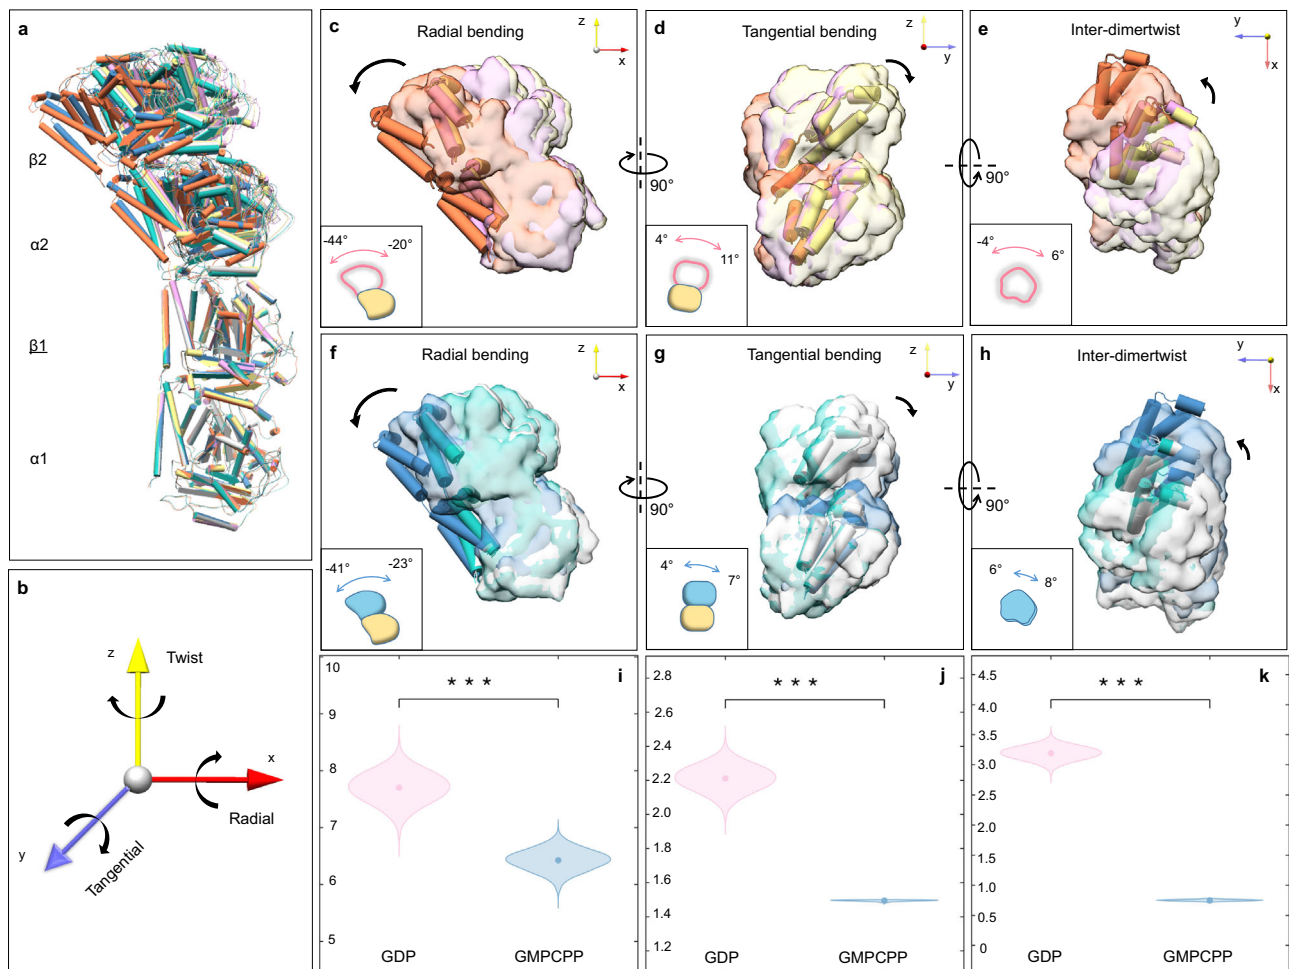 a
β2
α2
β1
α1
b
z
Twist
x
Radial
y
Tangential
c
Radial bending
z
x
-44°
-20°
90°
d
Tangential bending
z
y
4°
11°
90°
e
Inter-dimertwist
y
x
-4°
6°
f
Radial bending
z
x
-41°
-23°
90°
g
Tangential bending
z
y
4°
7°
90°
h
Inter-dimertwist
y
x
6°
8°
i
10
9
8
7
6
5
* * *
GDP
GMPCPP
j
2.8
2.6
2.4
2.2
2.0
1.8
1.6
1.4
1.2
* * *
GDP
GMPCPP
k
4.5
4.0
3.5
3.0
2.5
2.0
1.5
1.0
0.5
0
* * *
GDP
GMPCPP